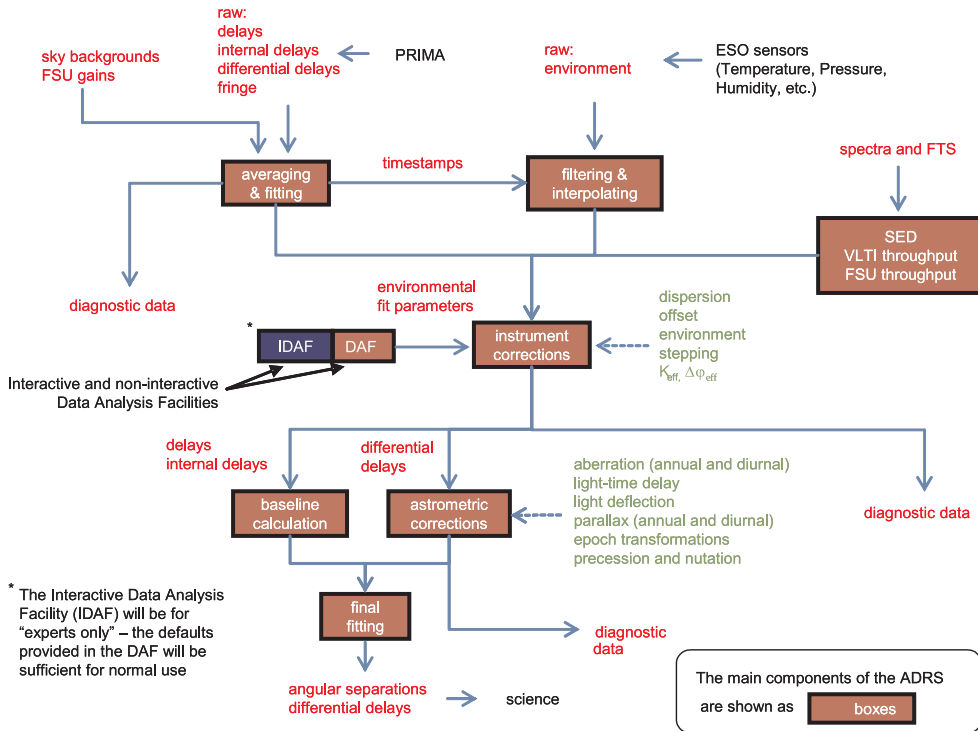 raw:
delays
internal delays
differential delays
fringe
PRIMA
sky backgrounds
FSU gains
raw:
environment
ESO sensors
(Temperature, Pressure,
Humidity, etc.)
averaging
& fitting
timestamps
filtering &
interpolating
spectra and FTS
SED
VLTI throughput
FSU throughput
diagnostic data
environmental
fit parameters
*
IDAF
DAF
instrument
corrections
dispersion
offset
environment
stepping
Keff, Δφeff
Interactive and non-interactive
Data Analysis Facilities
delays
internal delays
differential
delays
baseline
calculation
astrometric
corrections
aberration (annual and diurnal)
light-time delay
light deflection
parallax (annual and diurnal)
epoch transformations
precession and nutation
diagnostic data
* The Interactive Data Analysis
Facility (IDAF) will be for
“experts only” – the defaults
provided in the DAF will be
sufficient for normal use
final
fitting
diagnostic
data
angular separations
differential delays
science
The main components of the ADRS
are shown as boxes